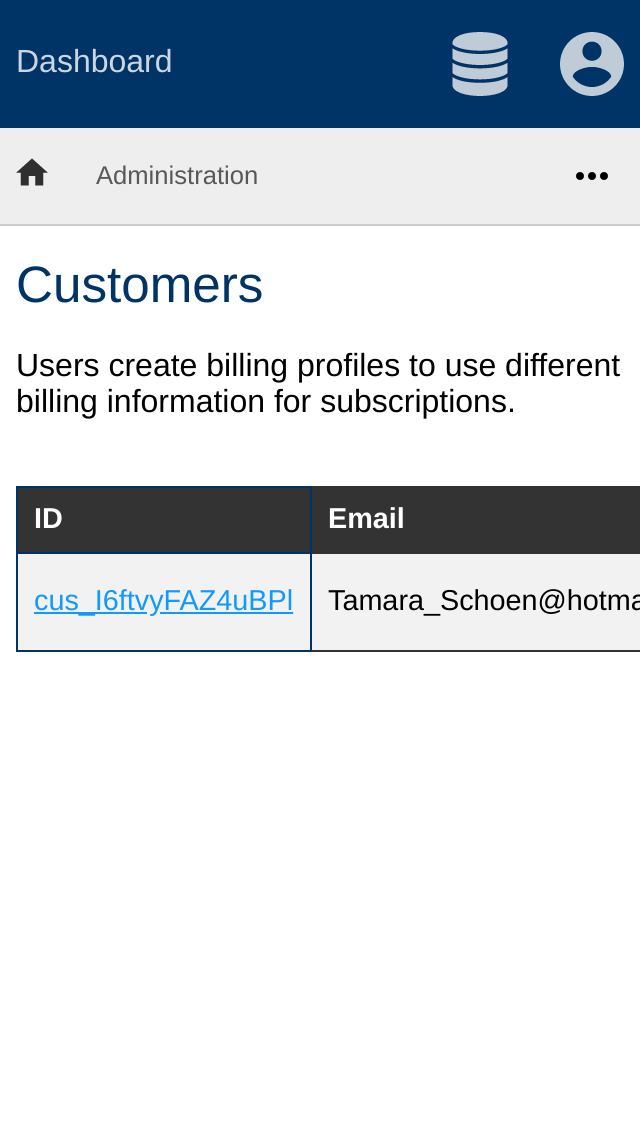 Dashboard
Administration
Customers
Users create billing profiles to use different
billing information for subscriptions.
ID Email
cus_I6ftvyFAZ4uBPl Tamara_Schoen@hotma